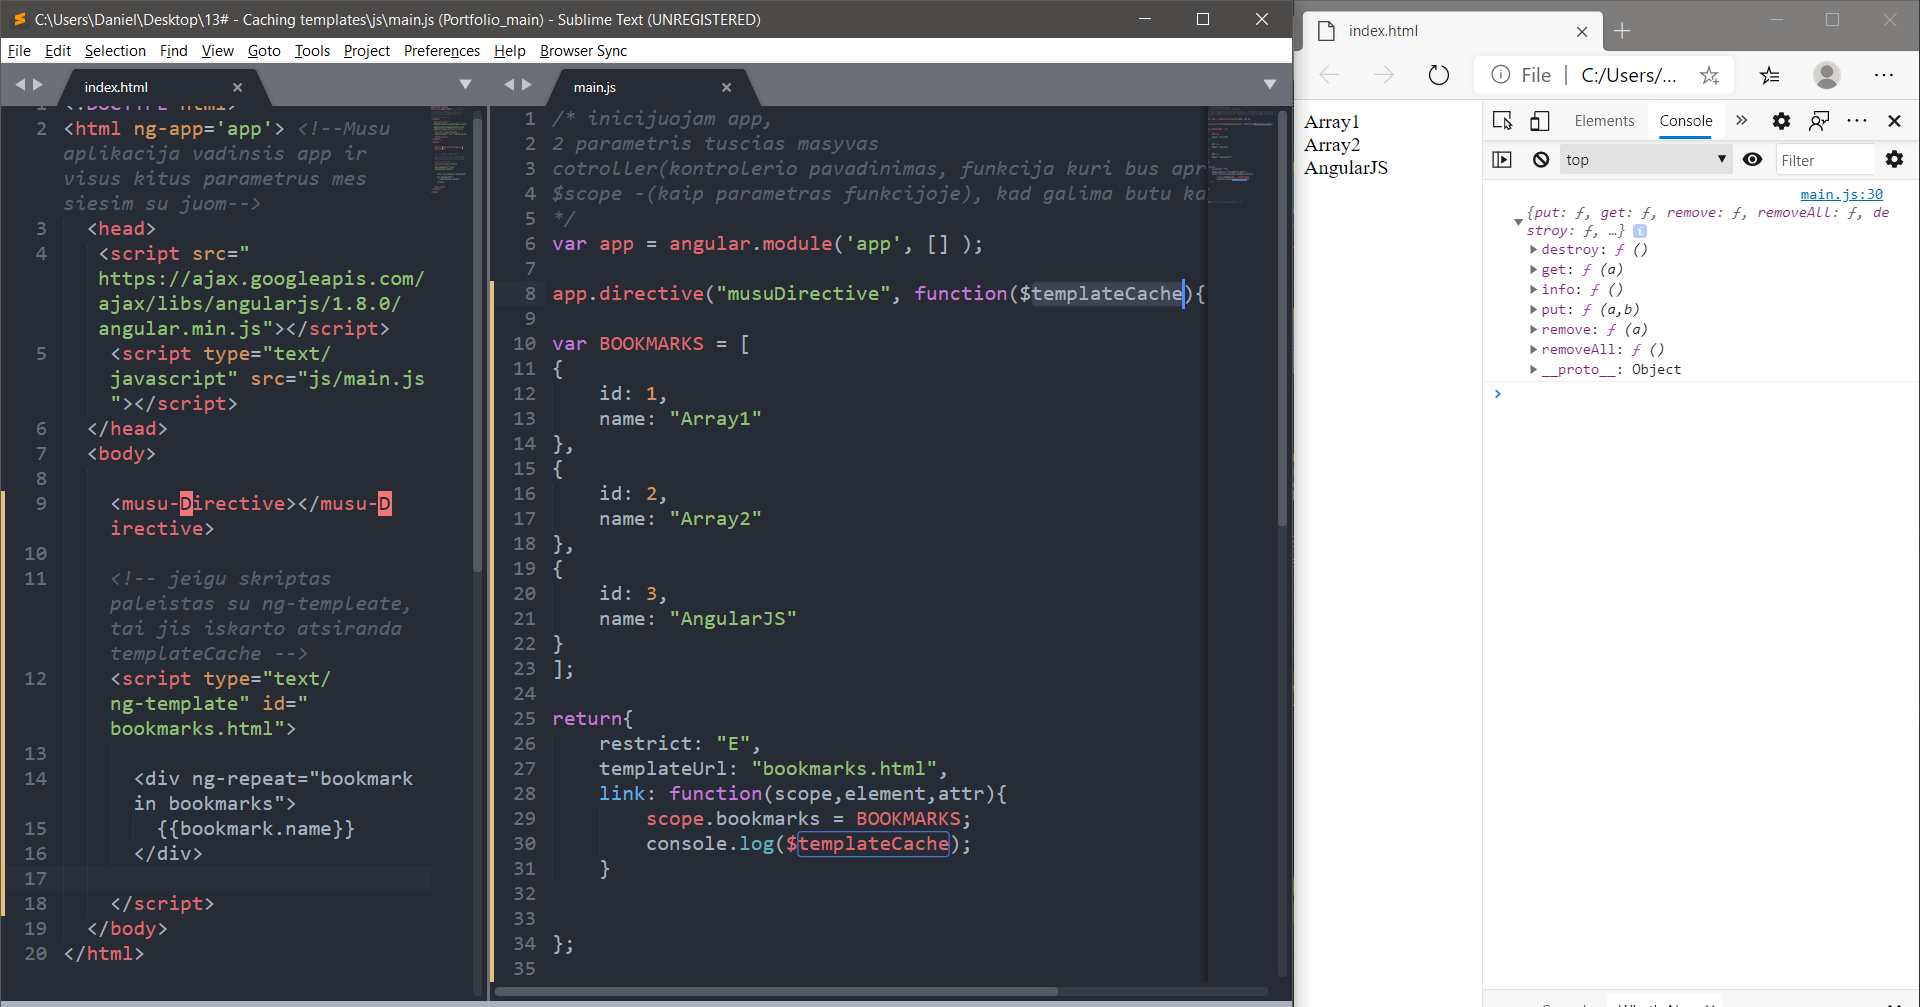 C:\Users\Daniel\Desktop\13# - Caching templates\js\main.js (Portfolio_main) - Sublime Text (UNREGISTERED)
File Edit Selection Find View Goto Tools Project Preferences Help Browser Sync
index.html
2 <html ng-app='app'> <!--Musu
aplikacija vadinsis app ir
visus kitus parametrus mes
siesim su juom-->
3 <head>
4 <script src="
https://ajax.googleapis.com/
ajax/libs/angularjs/1.8.0/
angular.min.js"></script>
5 <script type="text/
javascript" src="js/main.js
"></script>
6 </head>
7 <body>
8
9 <musu-Directive></musu-D
irective>
10
11 <!-- jeigu skriptas
paleistas su ng-templeate,
tai jis iskarto atsiranda
templateCache -->
12 <script type="text/
ng-template" id="
bookmarks.html">
13
14 <div ng-repeat="bookmark
in bookmarks">
15 {{bookmark.name}}
16 </div>
17
18 </script>
19 </body>
20 </html>
main.js
1 /* inicijuojam app,
2 2 parametris tuscias masyvas
3 cotroller(kontrolerio pavadinimas, funkcija kuri bus apr
4 $scope -(kaip parametras funkcijoje), kad galima butu ka
5 */
6 var app = angular.module('app', [] );
7
8 app.directive("musuDirective", function($templateCache){
9
10 var BOOKMARKS = [
11 {
12 id: 1,
13 name: "Array1"
14 },
15 {
16 id: 2,
17 name: "Array2"
18 },
19 {
20 id: 3,
21 name: "AngularJS"
22 }
23 ];
24
25 return{
26 restrict: "E",
27 templateUrl: "bookmarks.html",
28 link: function(scope,element,attr){
29 scope.bookmarks = BOOKMARKS;
30 console.log($templateCache);
31 }
32
33
34 };
35
index.html
File | C:/Users/...
Array1
Array2
AngularJS
Elements Console
top Filter
main.js:30
{put: ƒ, get: ƒ, remove: ƒ, removeAll: ƒ, de
stroy: ƒ, …} i
destroy: ƒ ()
get: ƒ (a)
info: ƒ ()
put: ƒ (a,b)
remove: ƒ (a)
removeAll: ƒ ()
__proto__: Object